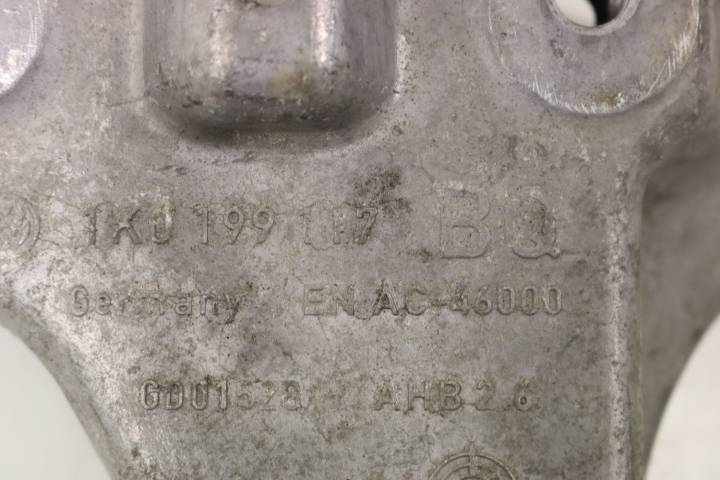 1K0 199 117 BQ
Germany EN AC-46000
GD01528 AHB 2.6